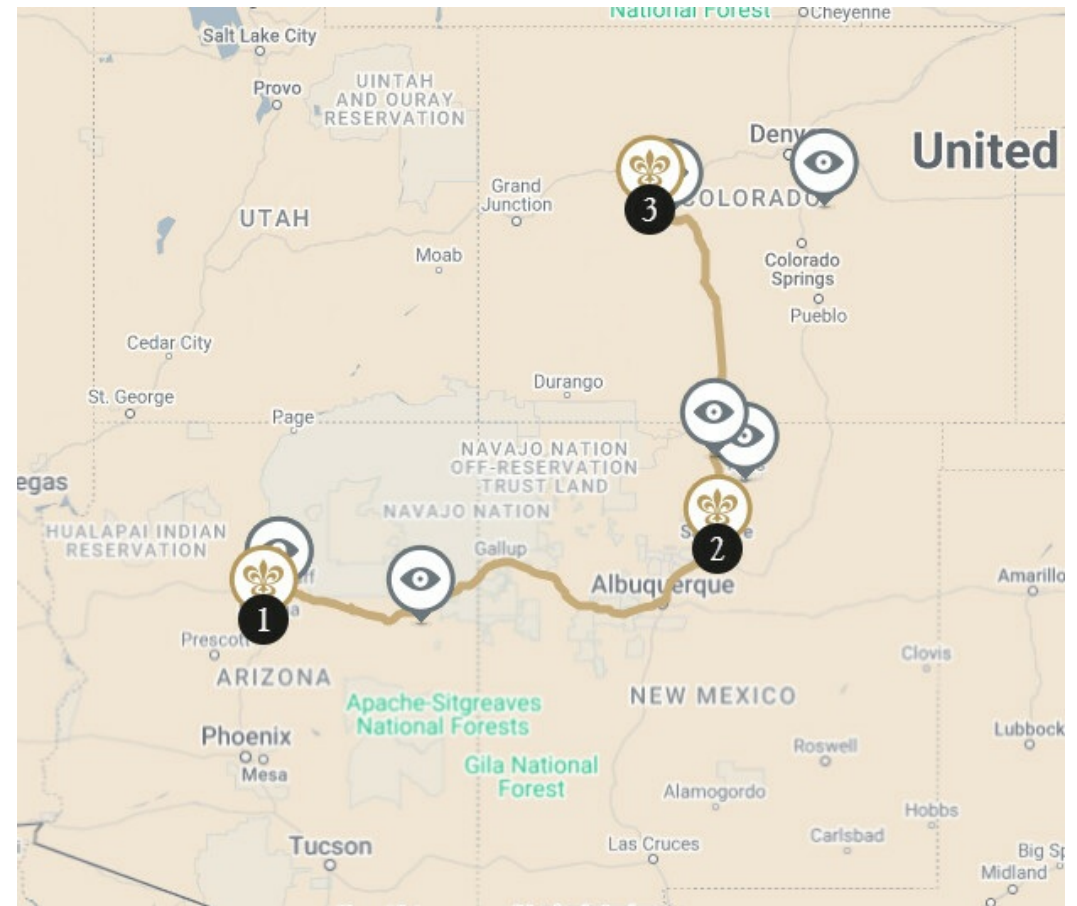 National Forest
Cheyenne
Salt Lake City
Provo
UINTAH
AND OURAY
RESERVATION
Denv
United
Grand
Junction
COLORADO
3
UTAH
Moab
Colorado
Springs
Pueblo
Cedar City
Durango
St. George
Page
NAVAJO NATION
OFF-RESERVATION
TRUST LAND
egas
NAVAJO NATION
HUALAPAI INDIAN
RESERVATION
Gallup
2
Albuquerque
Amarillo
1
Prescott
Clovis
ARIZONA
Apache-Sitgreaves
National Forests
NEW MEXICO
Phoenix
Mesa
Roswell
Lubbock
Gila National
Forest
Alamogordo
Hobbs
Carlsbad
Tucson
Las Cruces
Big Sp
Midland